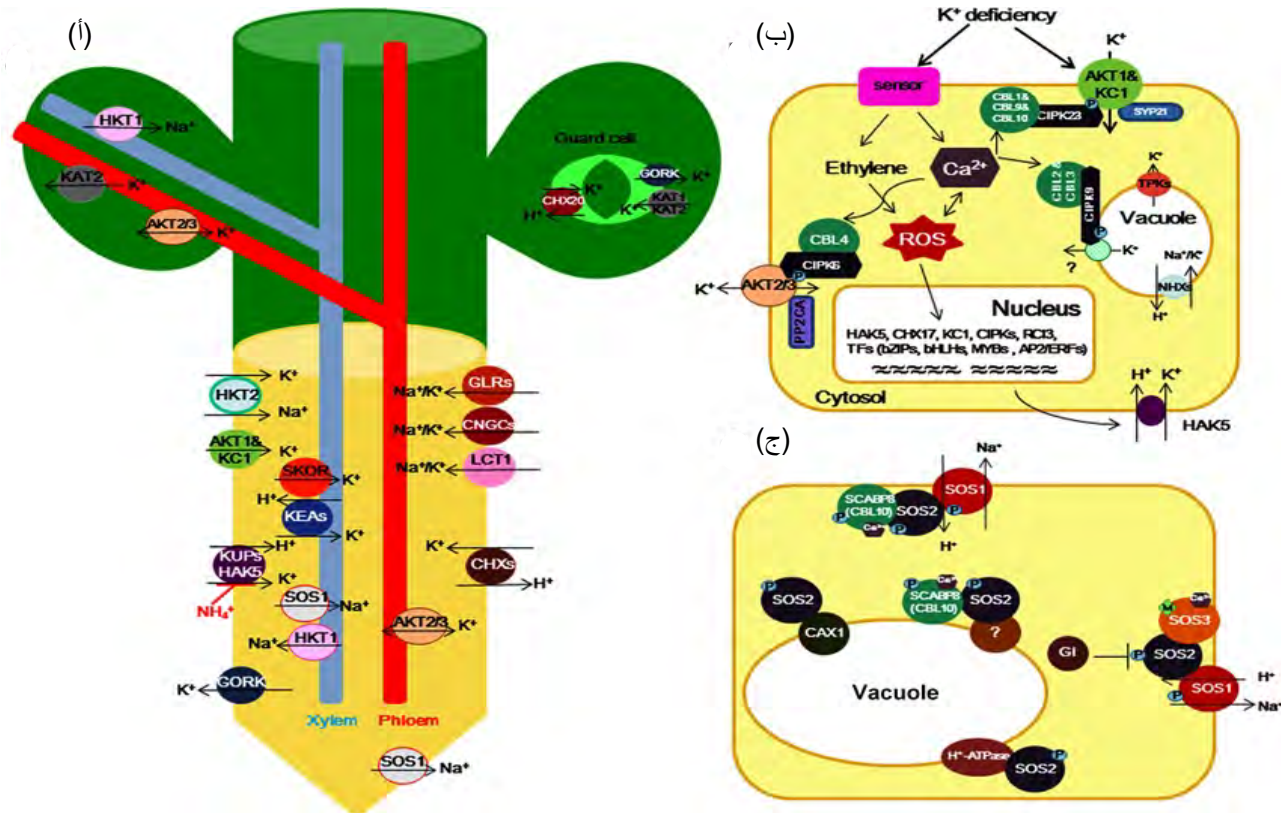 (أ)
HKT1
Na⁺
KAT2
K⁺
AKT2/3
K⁺
Guard cell
GORK
K⁺
K⁺
CHX20
H⁺
KAT1
K⁺
KAT2
K⁺
HKT2
Na⁺
AKT1&
KC1
K⁺
SKOR
K⁺
H⁺
KEAs
K⁺
H⁺
KUPs
HAK5
K⁺
NH₄⁺
SOS1
Na⁺
Na⁺
HKT1
K⁺
GORK
Xylem
Phloem
GLRs
Na⁺/K⁺
CNGCs
Na⁺/K⁺
LCT1
Na⁺/K⁺
K⁺
CHXs
H⁺
AKT2/3
K⁺
SOS1
Na⁺
(ب)
K⁺ deficiency
K⁺
sensor
AKT1&
KC1
CBL1&
CBL9&
CBL10
P
CIPK23
SYP21
Ethylene
Ca²⁺
CBL2 &
CBL3
CIPK9
P
K⁺
TPKs
Vacuole
K⁺
?
Na⁺/K⁺
NHXs
H⁺
ROS
CBL4
CIPK6
P
K⁺
AKT2/3
PP2CA
Nucleus
HAK5, CHX17, KC1, CIPKs, RCI3,
TFs (bZIPs, bHLHs, MYBs , AP2/ERFs)
Cytosol
H⁺
K⁺
HAK5
(ج)
Na⁺
SOS1
SCABP8
(CBL10)
SOS2
P
P
P
Ca²⁺
H⁺
P
SOS2
CAX1
P
Ca²⁺
P
SCABP8
(CBL10)
SOS2
?
GI
M
Ca²⁺
SOS3
P
SOS2
H⁺
P
SOS1
Na⁺
Vacuole
H⁺-ATPase
P
SOS2